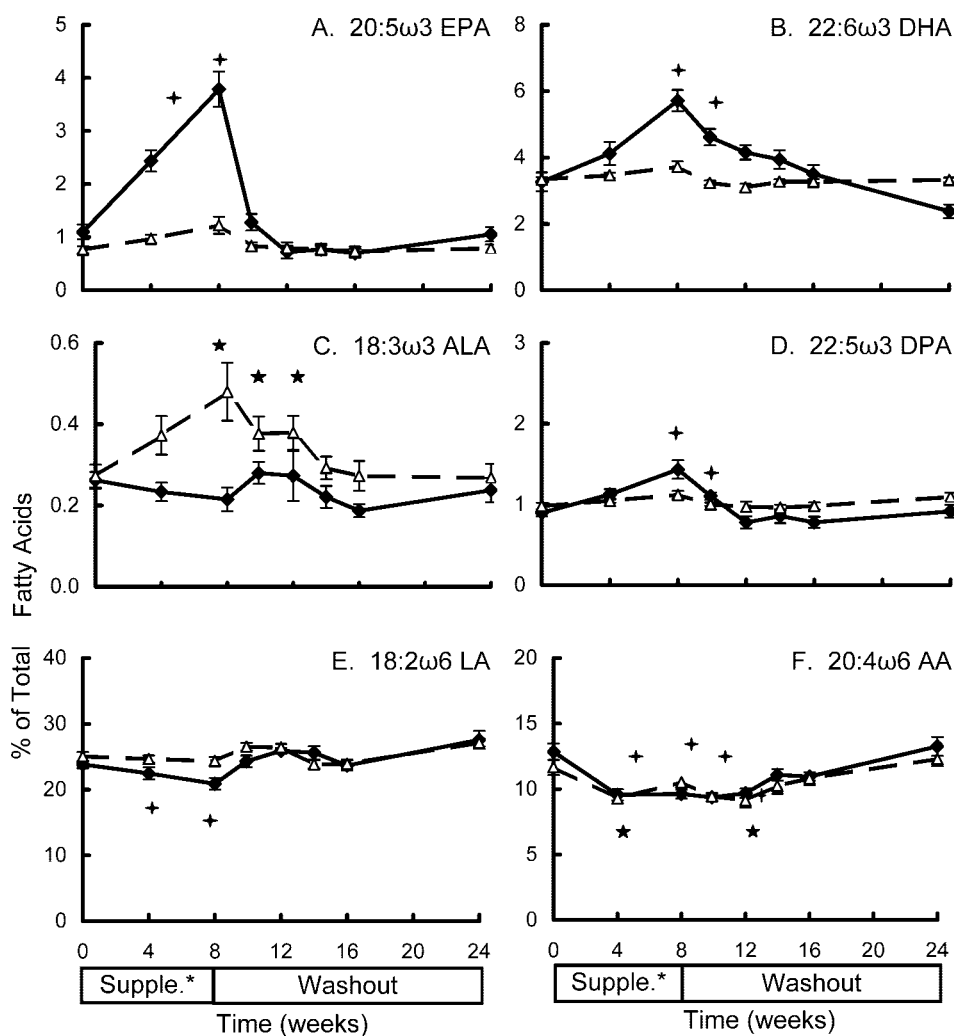 A. 20:5ω3 EPA
5
4
3
2
1
0
B. 22:6ω3 DHA
8
6
4
2
0
C. 18:3ω3 ALA
0.6
0.4
0.2
0.0
D. 22:5ω3 DPA
3
2
1
0
E. 18:2ω6 LA
40
30
20
10
0
F. 20:4ω6 AA
20
15
10
5
0
% of Total Fatty Acids
0 4 8 12 16 20 24
0 4 8 12 16 20 24
Supple.* Washout
Supple.* Washout
Time (weeks)
Time (weeks)